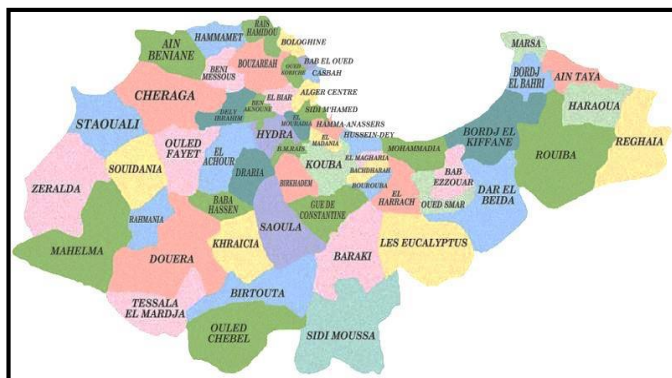 RAIS
HAMIDOU
HAMMAMET
BOLOGHINE
AIN
BENIANE
BOUZAREAH
BAB EL OUED
OUED
KORICHE
CASBAH
BENI
MESSOUS
MARSA
BORDJ
EL BAHRI
AIN TAYA
CHERAGA
EL BIAR
ALGER CENTRE
BEN
AKNOUNE
SIDI M'HAMED
HARAOUA
DELY
IBRAHIM
EL
MOURADIA
HAMMA-ANASSERS
STAOUALI
HYDRA
EL
MADANIA
HUSSEIN-DEY
BORDJ EL
KIFFANE
REGHAIA
OULED
FAYET
EL
ACHOUR
B.M.RAIS
MOHAMMADIA
ROUIBA
SOUIDANIA
KOUBA
EL MAGHARIA
BACHDJARAH
BAB
EZZOUAR
DRARIA
ZERALDA
BIREKHADEM
BOUROUBA
EL
HARRACH
DAR EL
BEIDA
BABA
HASSEN
GUE DE
CONSTANTINE
OUED SMAR
RAHMANIA
SAOULA
MAHELMA
KHRAICIA
LES EUCALYPTUS
DOUERA
BARAKI
BIRTOUTA
TESSALA
EL MARDJA
OULED
CHEBEL
SIDI MOUSSA